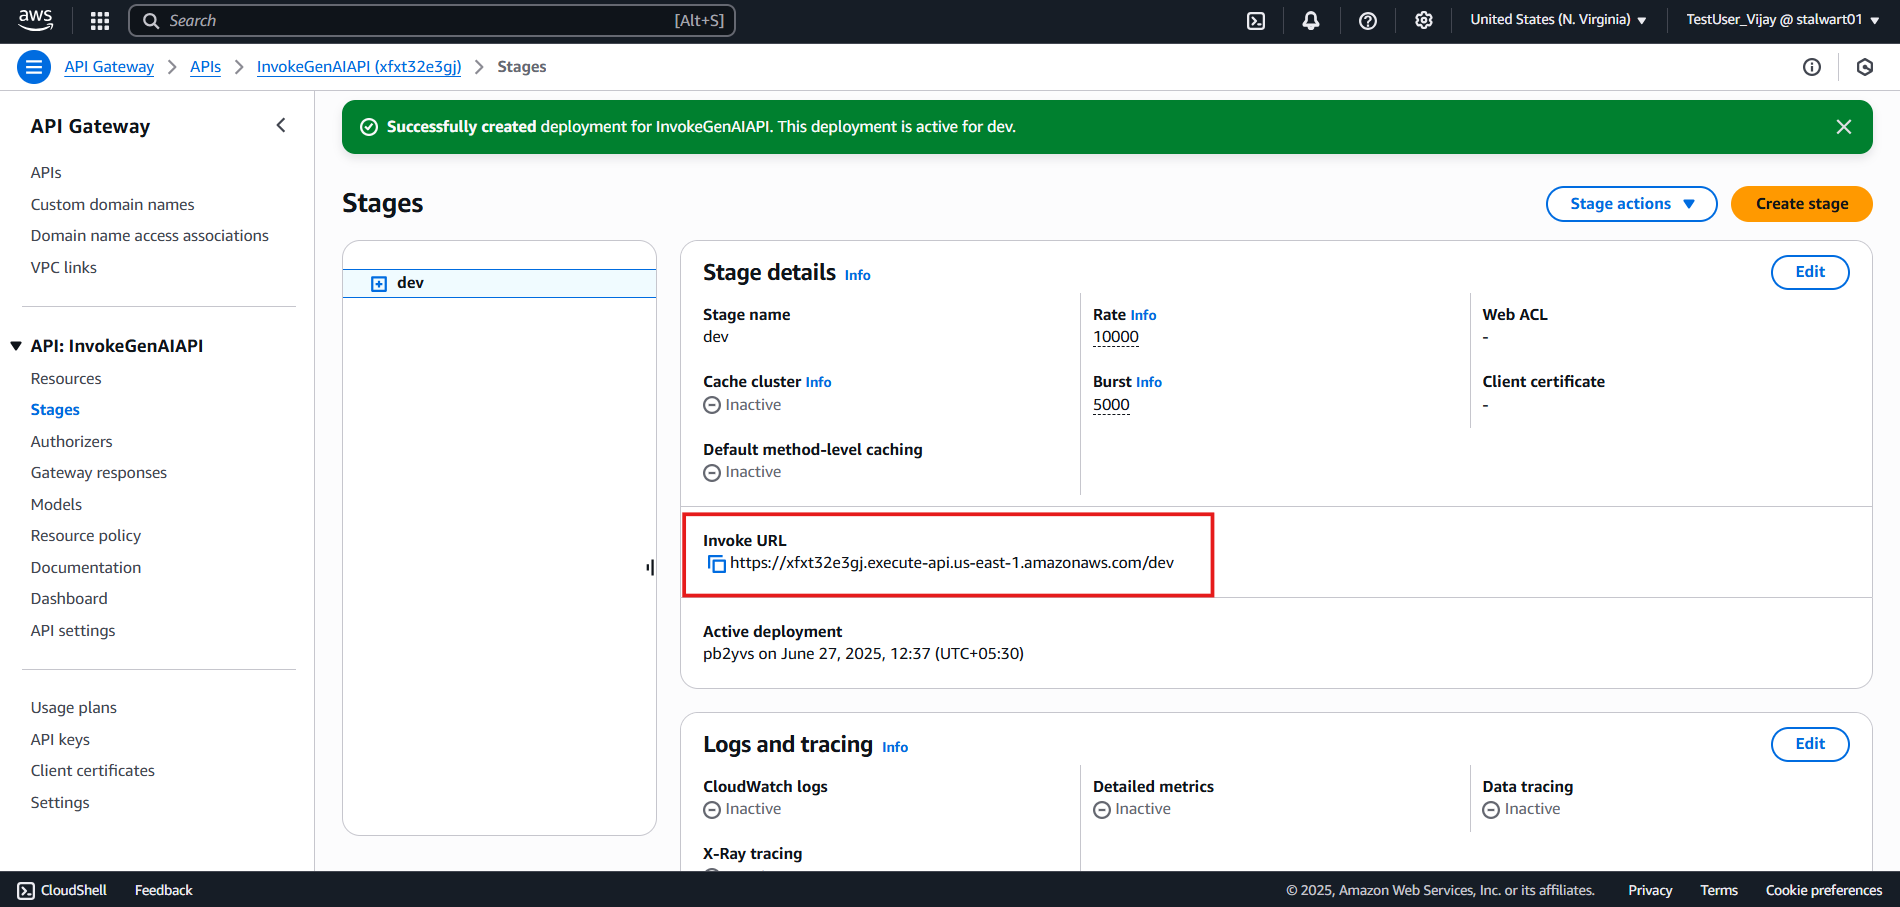 aws
Search [Alt+S]
United States (N. Virginia)
TestUser_Vijay @ stalwart01
API Gateway
APIs
InvokeGenAIAPI (xfxt32e3gj)
Stages
API Gateway
APIs
Custom domain names
Domain name access associations
VPC links
API: InvokeGenAIAPI
Resources
Stages
Authorizers
Gateway responses
Models
Resource policy
Documentation
Dashboard
API settings
Usage plans
API keys
Client certificates
Settings
Successfully created deployment for InvokeGenAIAPI. This deployment is active for dev.
Stages
Stage actions
Create stage
dev
Stage details Info
Edit
Stage name
dev
Rate Info
10000
Web ACL
-
Cache cluster Info
Inactive
Burst Info
5000
Client certificate
-
Default method-level caching
Inactive
Invoke URL
https://xfxt32e3gj.execute-api.us-east-1.amazonaws.com/dev
Active deployment
pb2yvs on June 27, 2025, 12:37 (UTC+05:30)
Logs and tracing Info
Edit
CloudWatch logs
Inactive
Detailed metrics
Inactive
Data tracing
Inactive
X-Ray tracing
CloudShell
Feedback
© 2025, Amazon Web Services, Inc. or its affiliates.
Privacy
Terms
Cookie preferences